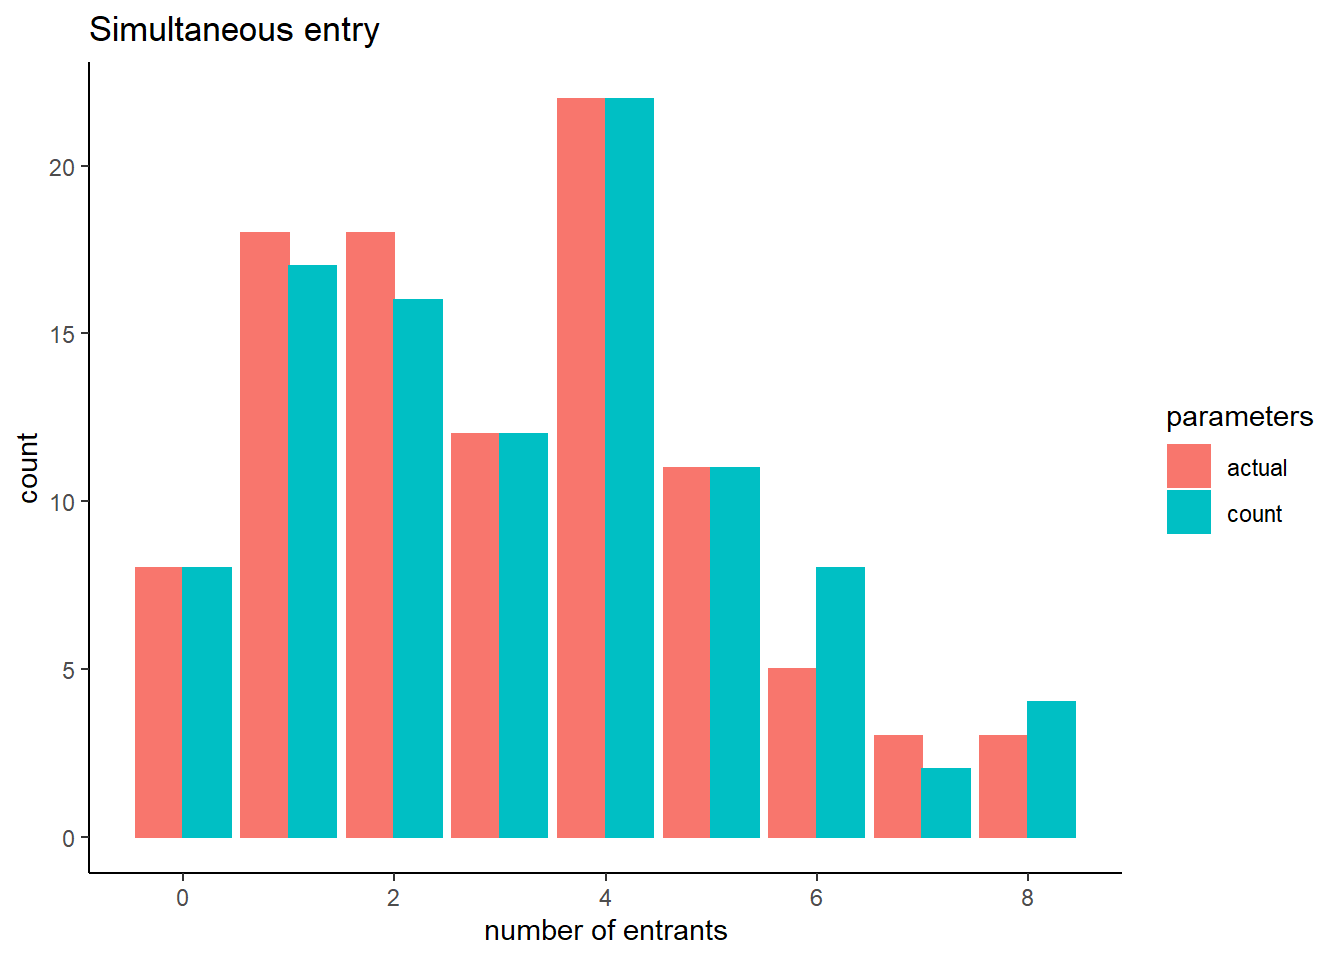 Simultaneous entry
count
20
15
10
5
0
0 2 4 6 8
number of entrants
parameters
actual
count